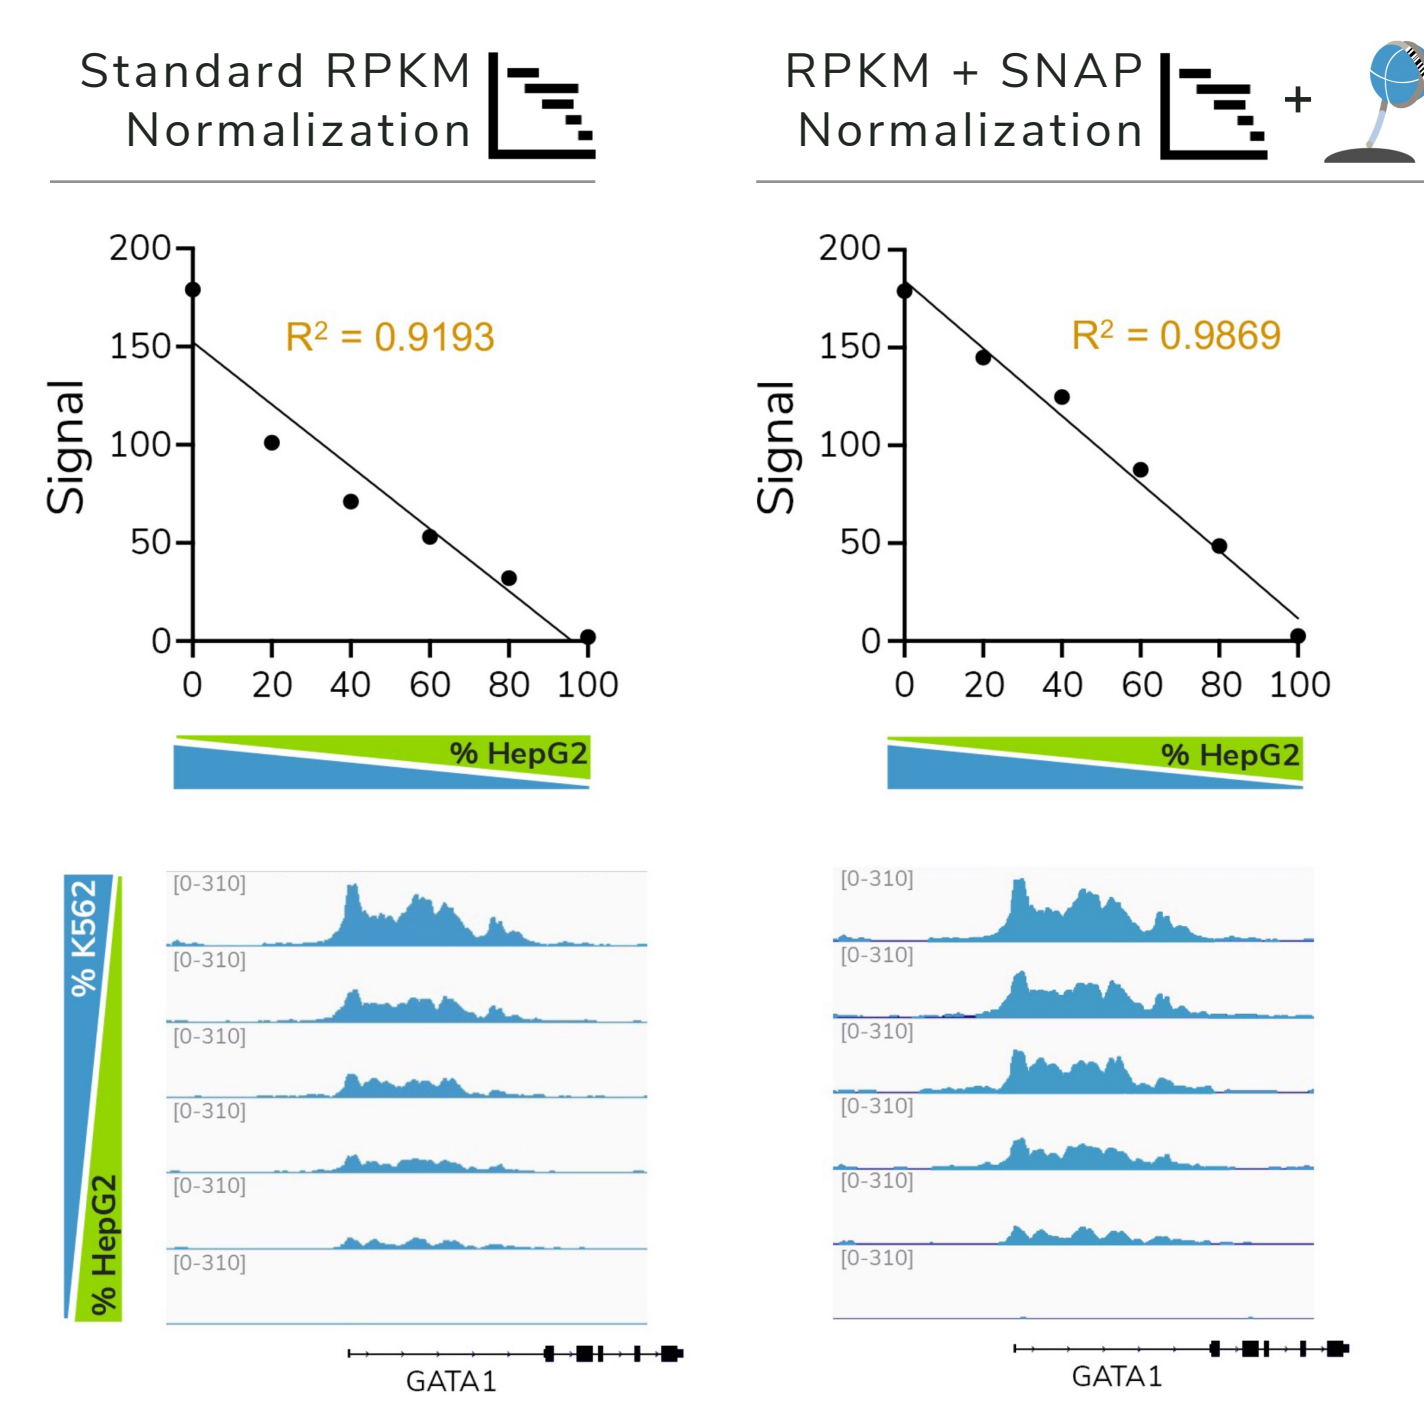 Standard RPKM
Normalization
RPKM + SNAP
Normalization
+
200
150
100
50
0
Signal
R² = 0.9193
0 20 40 60 80 100
% HepG2
200
150
100
50
0
Signal
R² = 0.9869
0 20 40 60 80 100
% HepG2
% K562
% HepG2
[0-310]
[0-310]
[0-310]
[0-310]
[0-310]
[0-310]
GATA1
[0-310]
[0-310]
[0-310]
[0-310]
[0-310]
[0-310]
GATA1